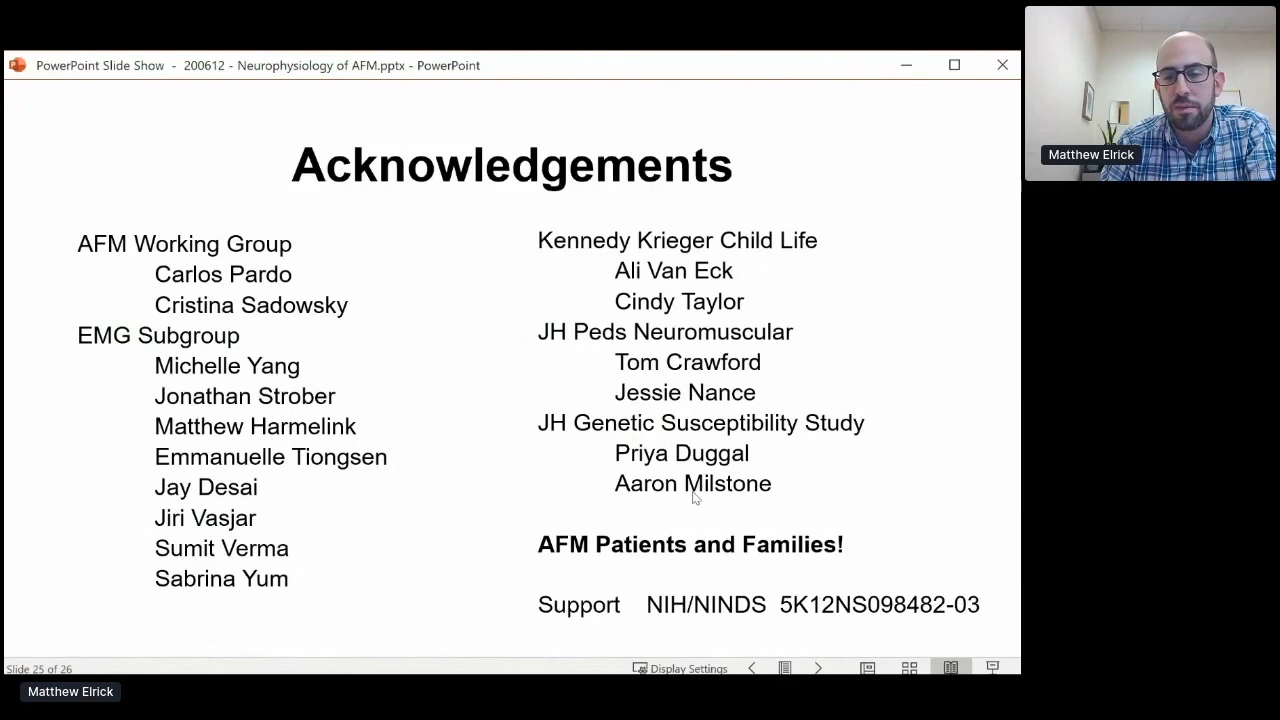 PowerPoint Slide Show - 200612 - Neurophysiology of AFM.pptx - PowerPoint
Acknowledgements
AFM Working Group
Carlos Pardo
Cristina Sadowsky
EMG Subgroup
Michelle Yang
Jonathan Strober
Matthew Harmelink
Emmanuelle Tiongsen
Jay Desai
Jiri Vasjar
Sumit Verma
Sabrina Yum
Kennedy Krieger Child Life
Ali Van Eck
Cindy Taylor
JH Peds Neuromuscular
Tom Crawford
Jessie Nance
JH Genetic Susceptibility Study
Priya Duggal
Aaron Milstone
AFM Patients and Families!
Support NIH/NINDS 5K12NS098482-03
Slide 25 of 26
Display Settings
Matthew Elrick
Matthew Elrick